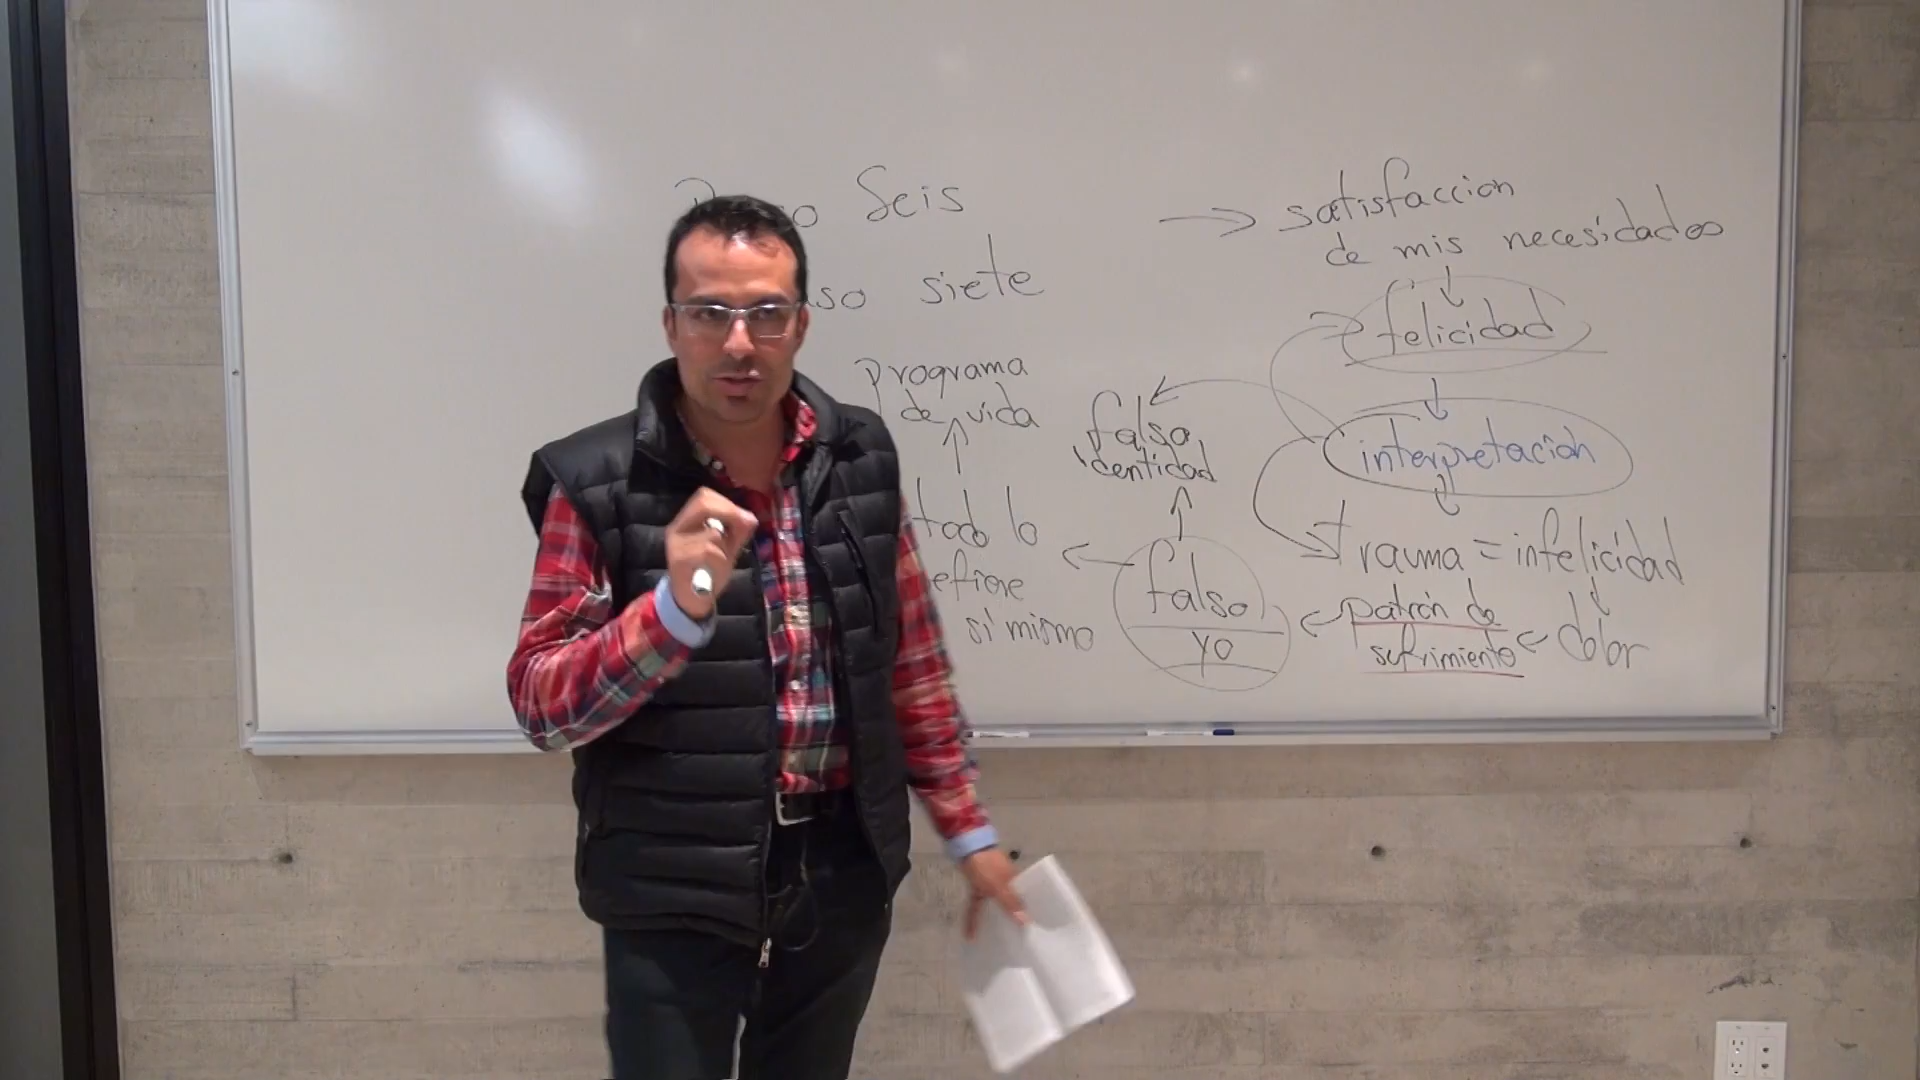 Seis
siete
programa
de vida
todo lo
efiere
sí mismo
satisfaccion
de mis necesidades
felicidad
interpretación
falsa
identidad
trauma = infelicidad
falso
yo
patrón de
sufrimiento
dolor